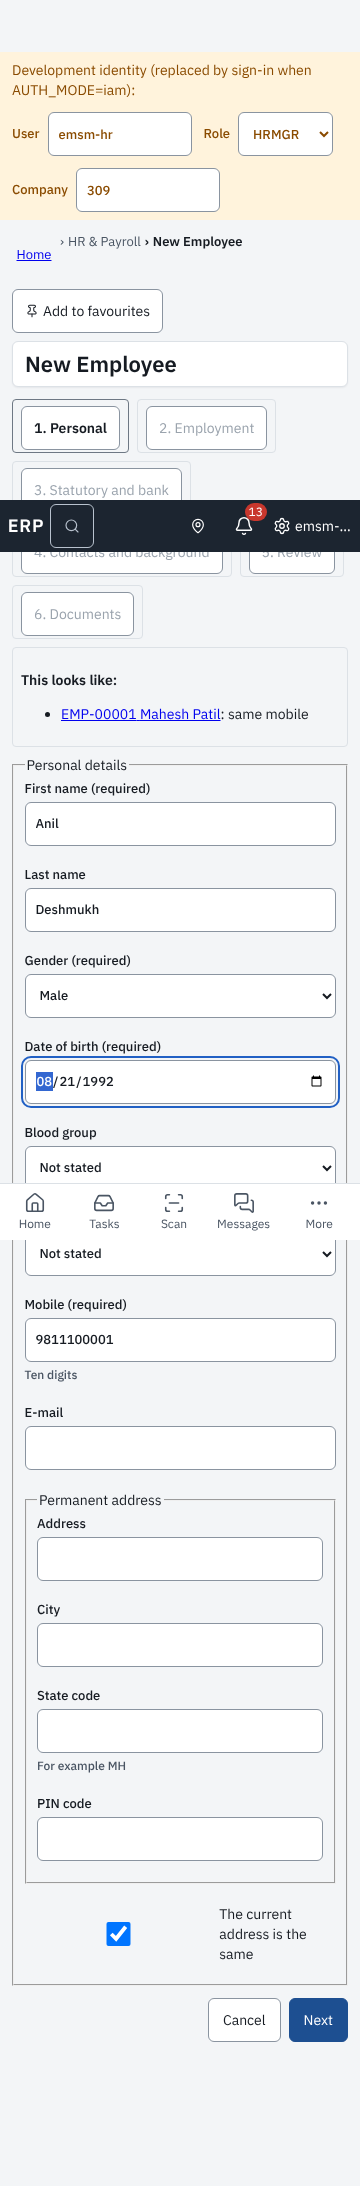 Development identity (replaced by sign-in when
AUTH_MODE=iam):
User emsm-hr Role HRMGR
Company 309
Home › HR & Payroll › New Employee
Add to favourites
New Employee
1. Personal 2. Employment
3. Statutory and bank
ERP 13 emsm-...
4. Contacts and background 5. Review
6. Documents
This looks like:
• EMP-00001 Mahesh Patil: same mobile
Personal details
First name (required)
Anil
Last name
Deshmukh
Gender (required)
Male
Date of birth (required)
08/21/1992
Blood group
Not stated
Home Tasks Scan Messages More
Not stated
Mobile (required)
9811100001
Ten digits
E-mail
Permanent address
Address
City
State code
For example MH
PIN code
The current
address is the
same
Cancel Next